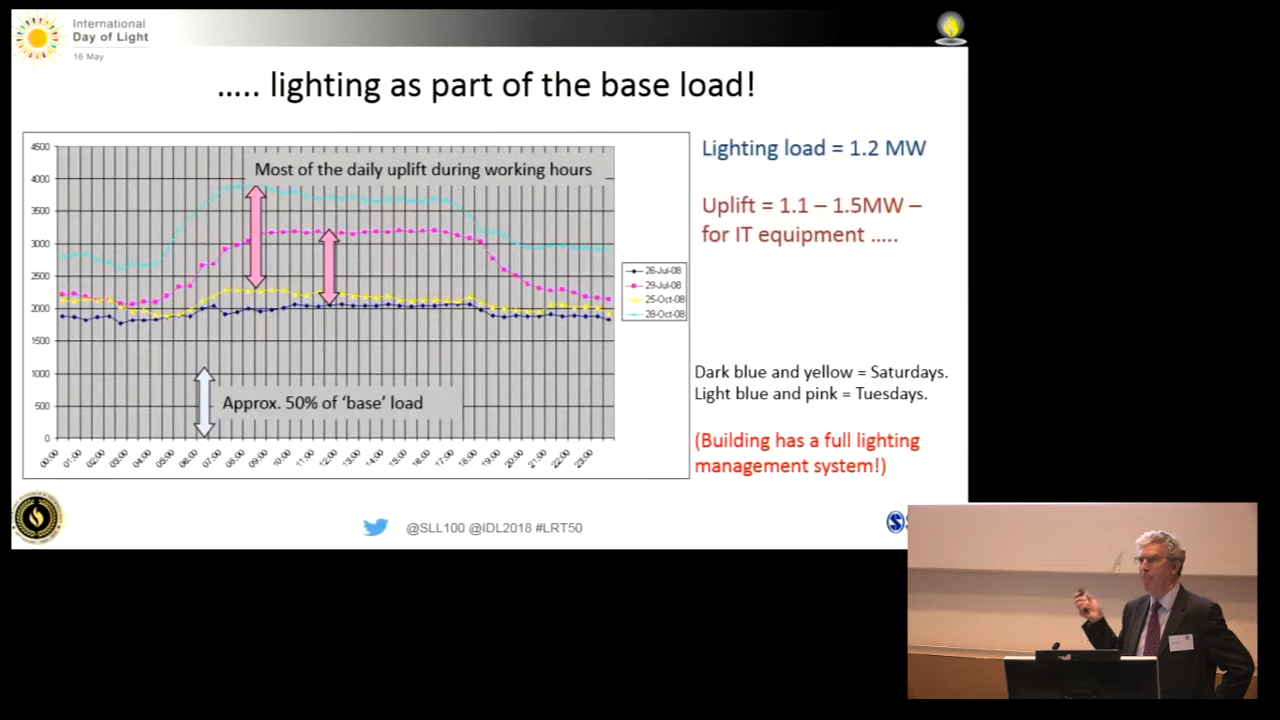 International
Day of Light
16 May
..... lighting as part of the base load!
4500
4000
3500
3000
2500
2000
1500
1000
500
0
Most of the daily uplift during working hours
Approx. 50% of ‘base’ load
00:00 01:00 02:00 03:00 04:00 05:00 06:00 07:00 08:00 09:00 10:00 11:00 12:00 13:00 14:00 15:00 16:00 17:00 18:00 19:00 20:00 21:00 22:00 23:00
26-Jul-08
29-Jul-08
25-Oct-08
28-Oct-08
Lighting load = 1.2 MW
Uplift = 1.1 – 1.5MW –
for IT equipment .....
Dark blue and yellow = Saturdays.
Light blue and pink = Tuesdays.
(Building has a full lighting
management system!)
@SLL100 @IDL2018 #LRT50